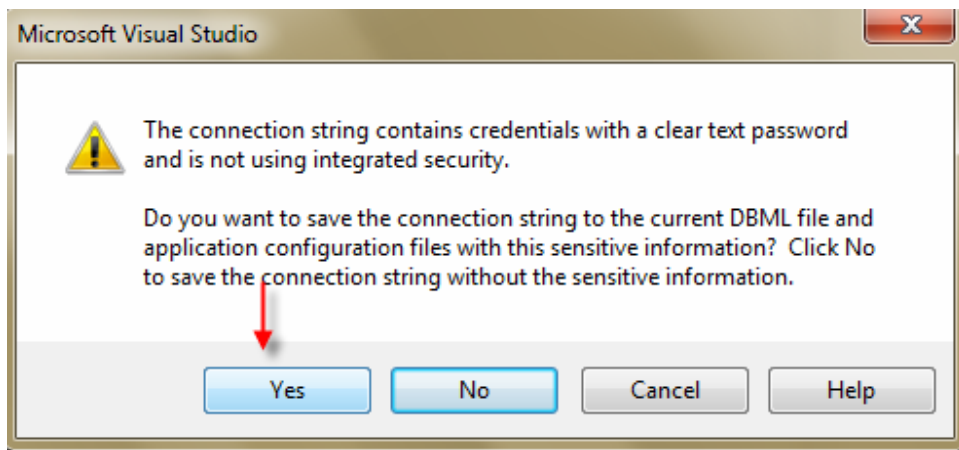 Microsoft Visual Studio
The connection string contains credentials with a clear text password
and is not using integrated security.
Do you want to save the connection string to the current DBML file and
application configuration files with this sensitive information?  Click No
to save the connection string without the sensitive information.
Yes No Cancel Help